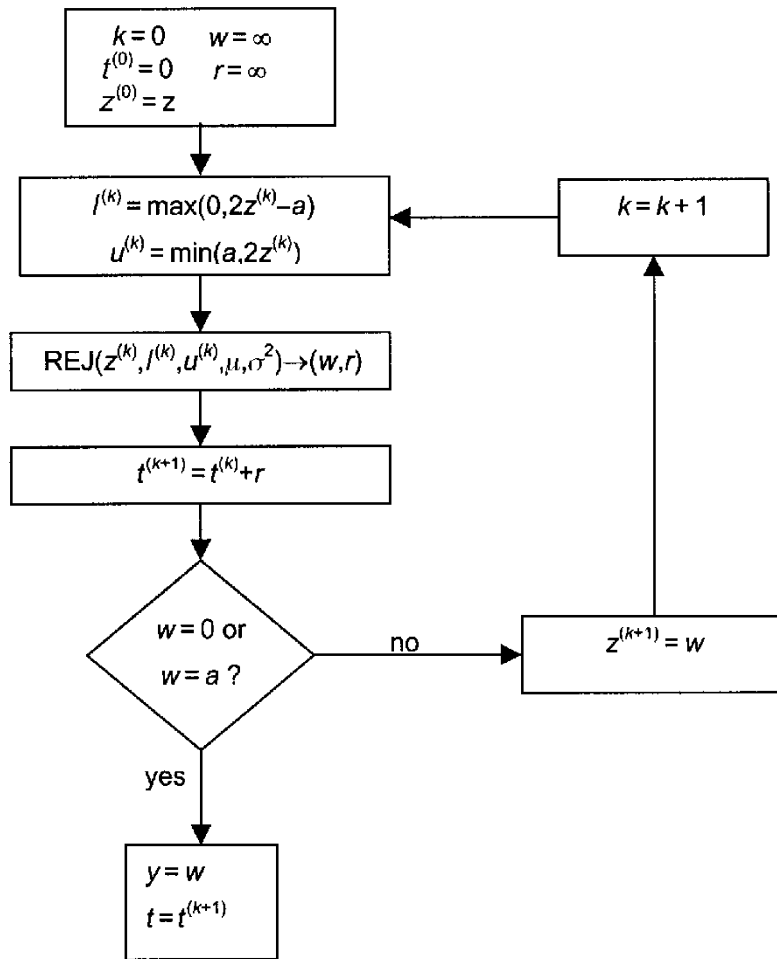 k = 0 w = ∞
t^(0) = 0 r = ∞
z^(0) = z
l^(k) = max(0,2z^(k)–a)
u^(k) = min(a,2z^(k))
k = k + 1
REJ(z^(k),l^(k),u^(k),μ,σ^2)→(w,r)
t^(k+1) = t^(k)+r
w = 0 or
w = a ?
no
z^(k+1) = w
yes
y = w
t = t^(k+1)